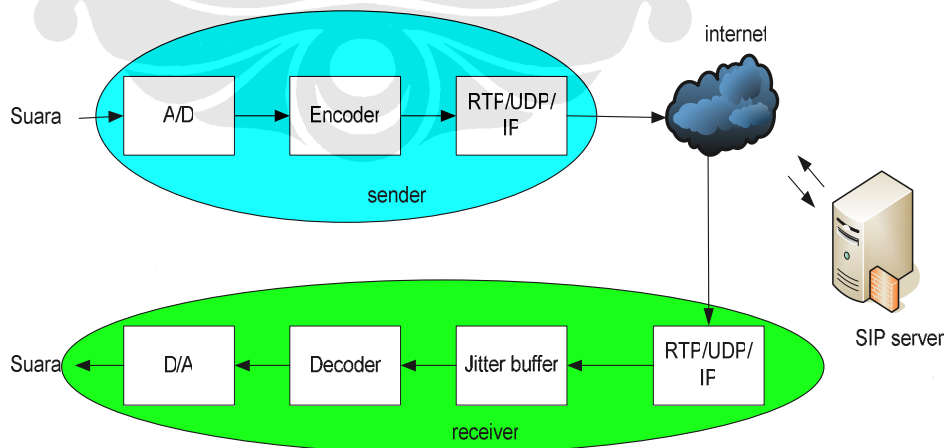 internet
Suara
A/D
Encoder
RTP/UDP/
IP
sender
SIP server
Suara
D/A
Decoder
Jitter buffer
RTP/UDP/
IP
receiver